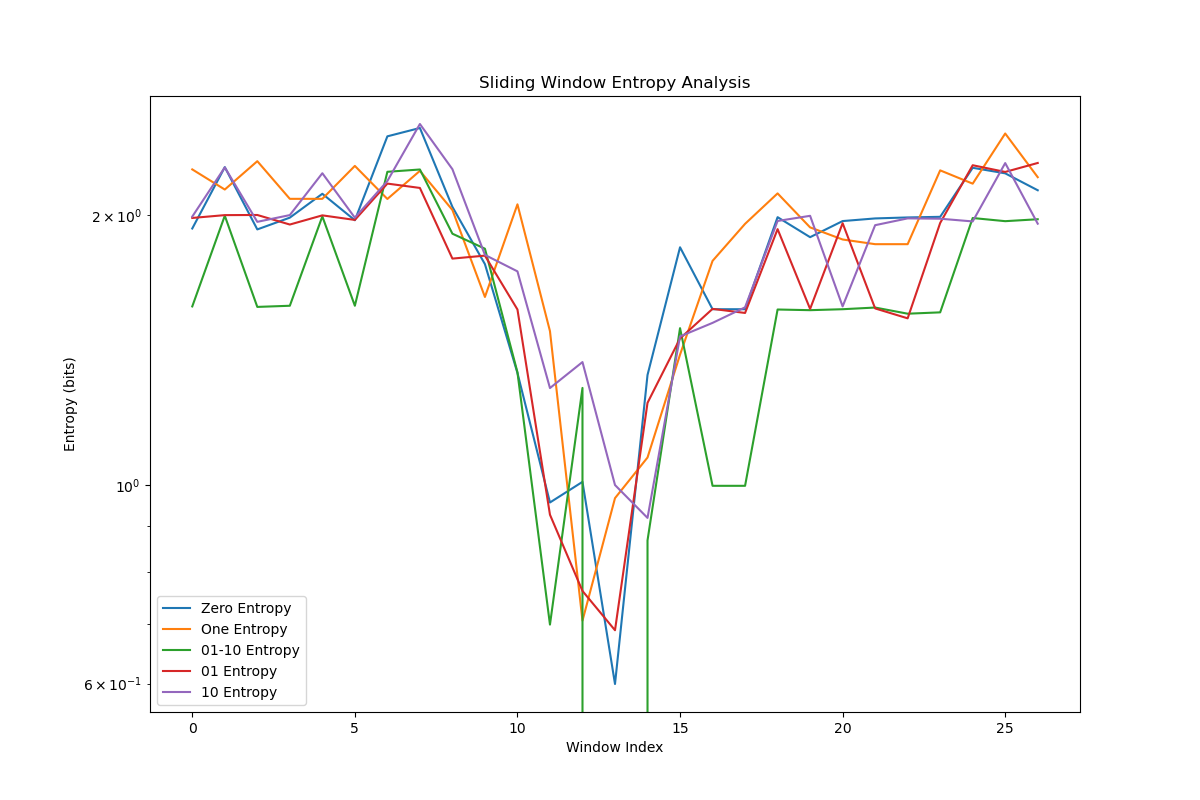 Sliding Window Entropy Analysis
Entropy (bits)
2 × 10⁰
10⁰
6 × 10⁻¹
Zero Entropy
One Entropy
01-10 Entropy
01 Entropy
10 Entropy
0 5 10 15 20 25
Window Index